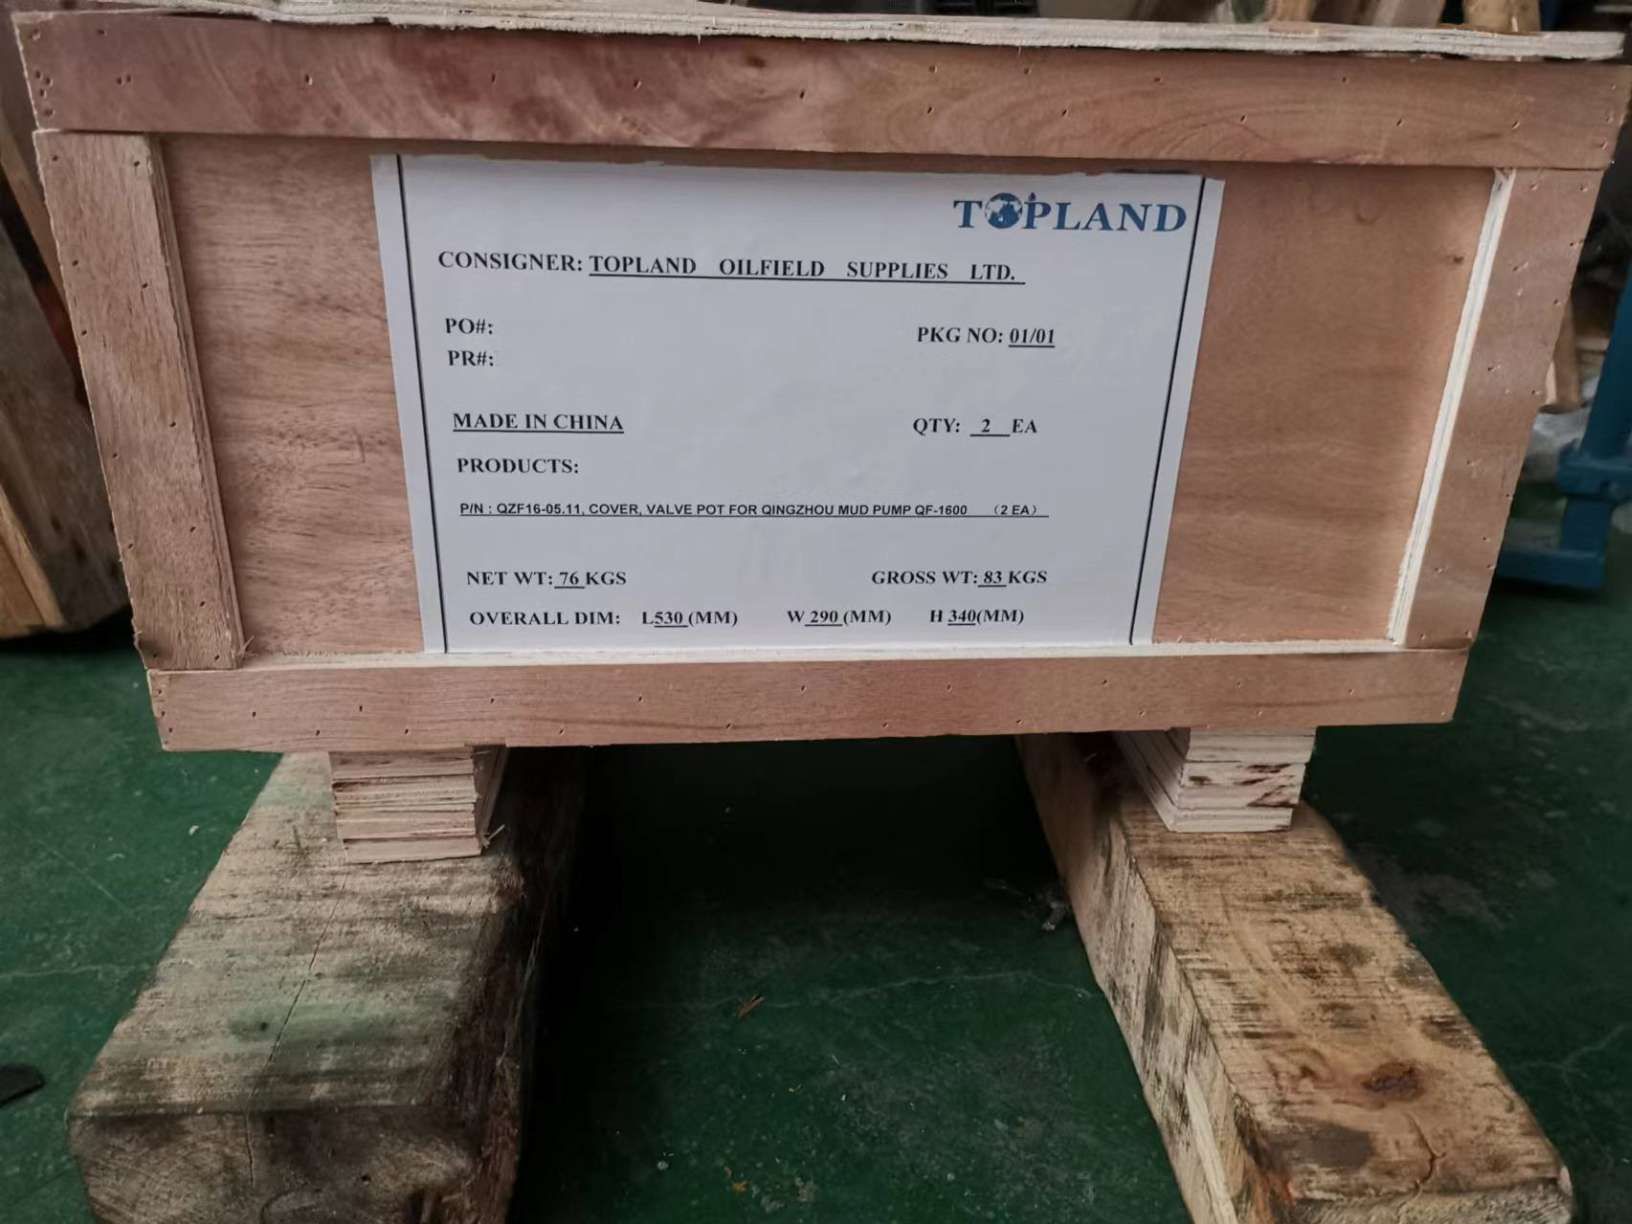 TOPLAND
CONSIGNER: TOPLAND OILFIELD SUPPLIES LTD.
PO#:
PKG NO: 01/01
PR#:
MADE IN CHINA
QTY: 2 EA
PRODUCTS:
P/N : QZF16-05.11, COVER, VALVE POT FOR QINGZHOU MUD PUMP QF-1600 （2 EA）
NET WT: 76 KGS
GROSS WT: 83 KGS
OVERALL DIM: L530 (MM) W 290 (MM) H 340(MM)